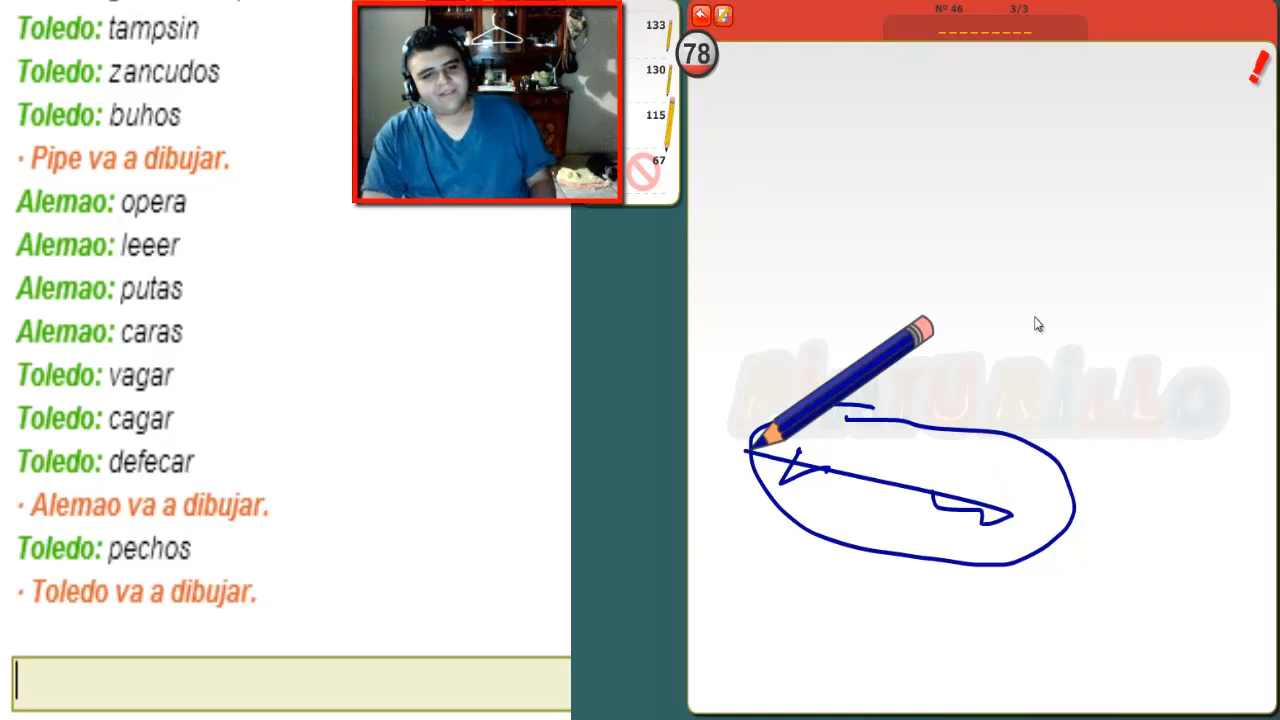 Toledo: tampsin
Toledo: zancudos
Toledo: buhos
· Pipe va a dibujar.
Alemao: opera
Alemao: leeer
Alemao: putas
Alemao: caras
Toledo: vagar
Toledo: cagar
Toledo: defecar
· Alemao va a dibujar.
Toledo: pechos
· Toledo va a dibujar.
133
130
115
67
78
Nº 46 3/3
_ _ _ _ _ _ _ _ _
!
PiNTURiLLO